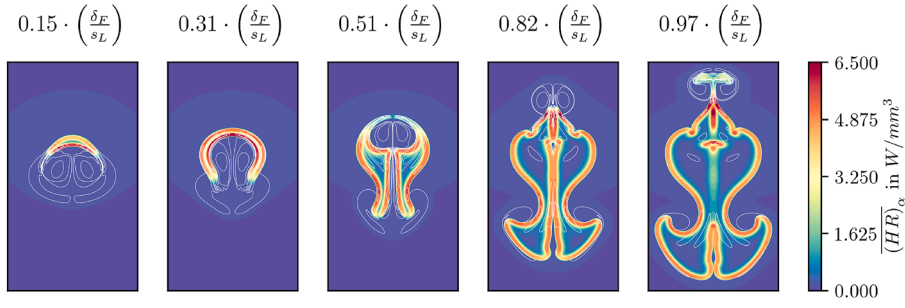 0.15 · (δ_F/s_L)
0.31 · (δ_F/s_L)
0.51 · (δ_F/s_L)
0.82 · (δ_F/s_L)
0.97 · (δ_F/s_L)
6.500
4.875
3.250
1.625
0.000
\overline{(HR)}_α in W/mm³